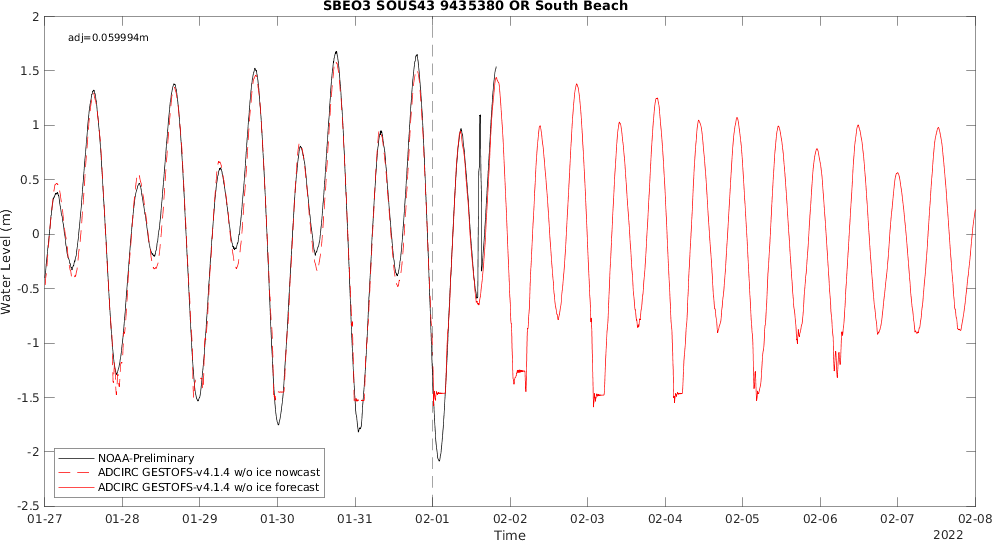 SBEO3 SOUS43 9435380 OR South Beach
adj=0.059994m
2
1.5
1
0.5
0
-0.5
-1
-1.5
-2
-2.5
Water Level (m)
NOAA-Preliminary
ADCIRC GESTOFS-v4.1.4 w/o ice nowcast
ADCIRC GESTOFS-v4.1.4 w/o ice forecast
01-27 01-28 01-29 01-30 01-31 02-01 02-02 02-03 02-04 02-05 02-06 02-07 02-08
Time
2022